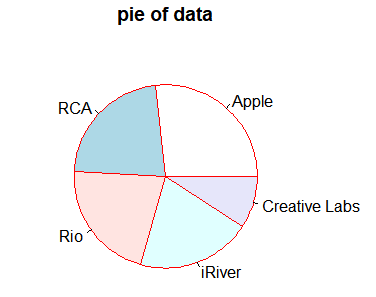 pie of data
Apple
RCA
Creative Labs
Rio
iRiver